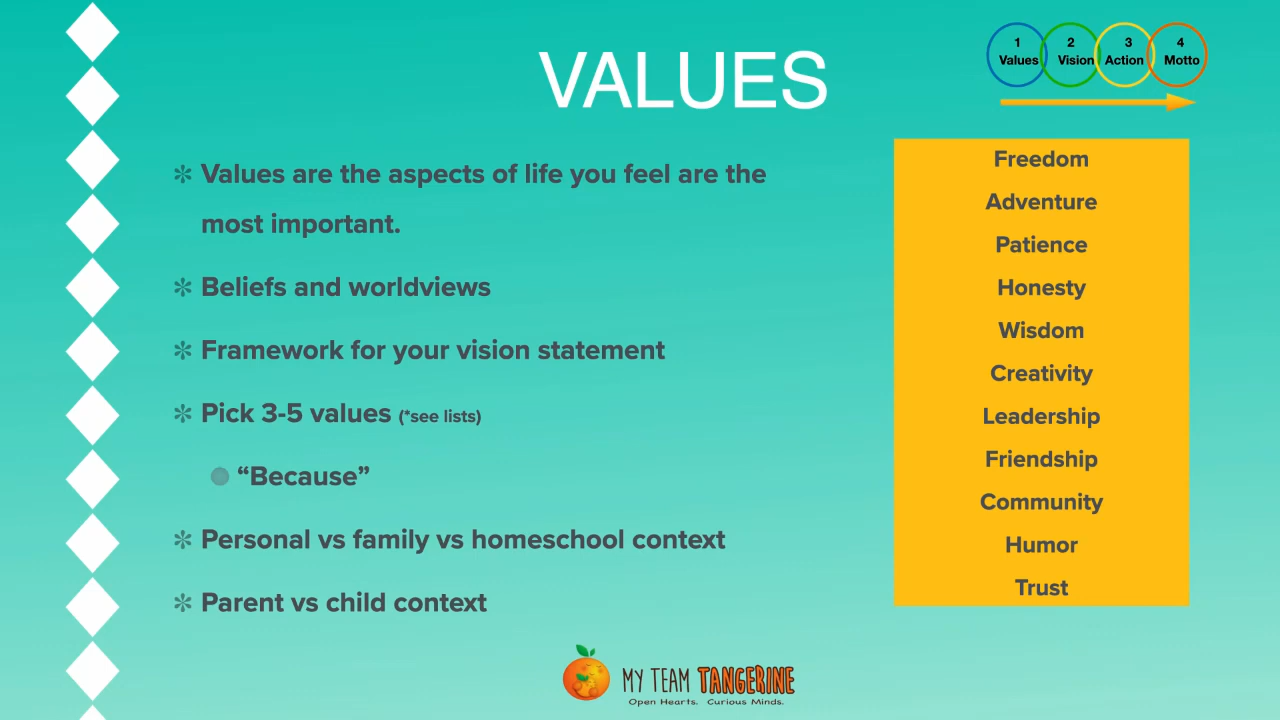 VALUES
1 2 3 4
Values Vision Action Motto
Values are the aspects of life you feel are the
most important.
Beliefs and worldviews
Framework for your vision statement
Pick 3-5 values (*see lists)
“Because”
Personal vs family vs homeschool context
Parent vs child context
Freedom
Adventure
Patience
Honesty
Wisdom
Creativity
Leadership
Friendship
Community
Humor
Trust
MY TEAM TANGERINE
Open Hearts. Curious Minds.